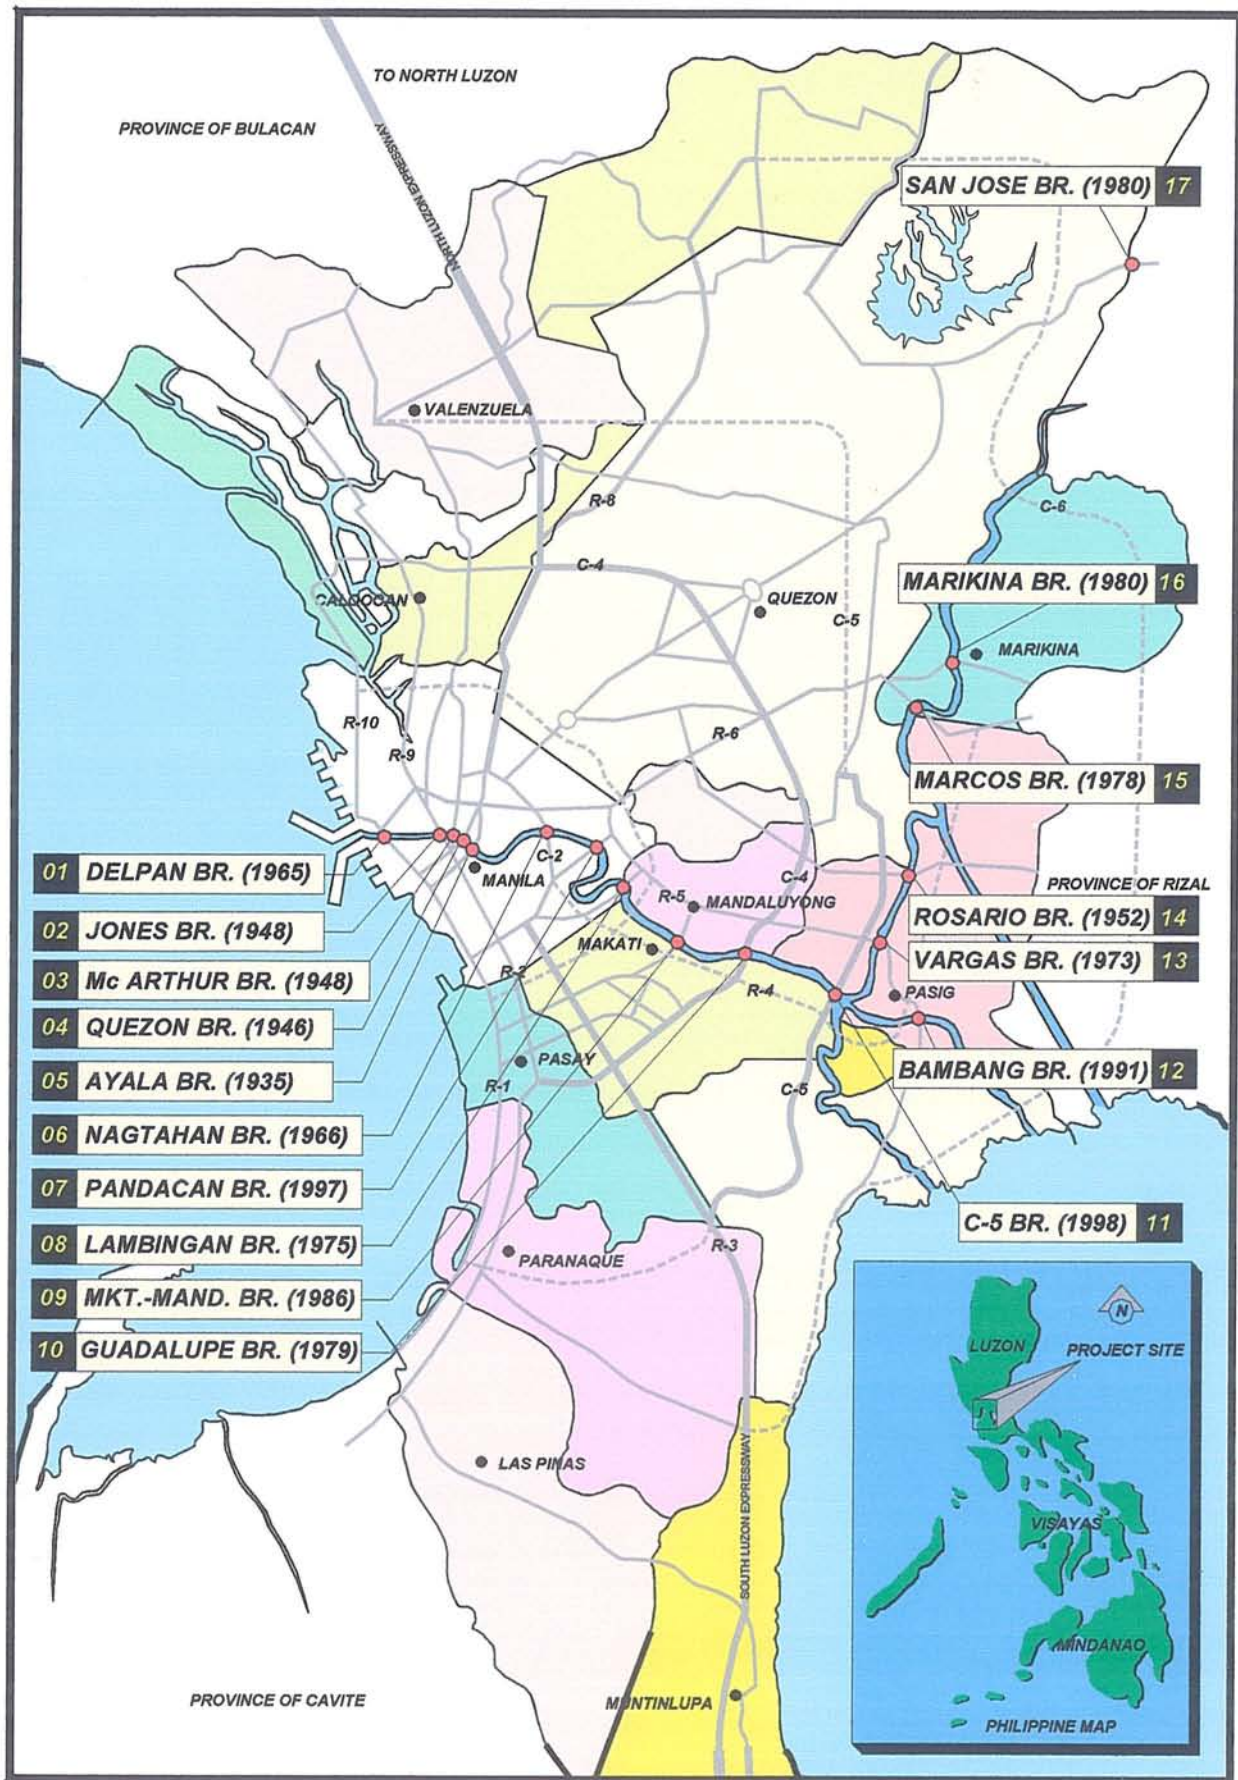 TO NORTH LUZON
PROVINCE OF BULACAN
NORTH LUZON EXPRESSWAY
SAN JOSE BR. (1980) 17
VALENZUELA
R-8
C-6
C-4
MARIKINA BR. (1980) 16
CALOOCAN
QUEZON
C-5
MARIKINA
R-10
R-9
R-6
MARCOS BR. (1978) 15
01 DELPAN BR. (1965)
C-2
MANILA
C-4
PROVINCE OF RIZAL
R-5
MANDALUYONG
02 JONES BR. (1948)
ROSARIO BR. (1952) 14
MAKATI
VARGAS BR. (1973) 13
03 Mc ARTHUR BR. (1948)
R-2
R-4
PASIG
04 QUEZON BR. (1946)
PASAY
BAMBANG BR. (1991) 12
05 AYALA BR. (1935)
R-1
C-5
06 NAGTAHAN BR. (1966)
07 PANDACAN BR. (1997)
C-5 BR. (1998) 11
08 LAMBINGAN BR. (1975)
R-3
PARANAQUE
09 MKT.-MAND. BR. (1986)
10 GUADALUPE BR. (1979)
N
LUZON
PROJECT SITE
LAS PINAS
SOUTH LUZON EXPRESSWAY
VISAYAS
MINDANAO
PROVINCE OF CAVITE
MUNTINLUPA
PHILIPPINE MAP